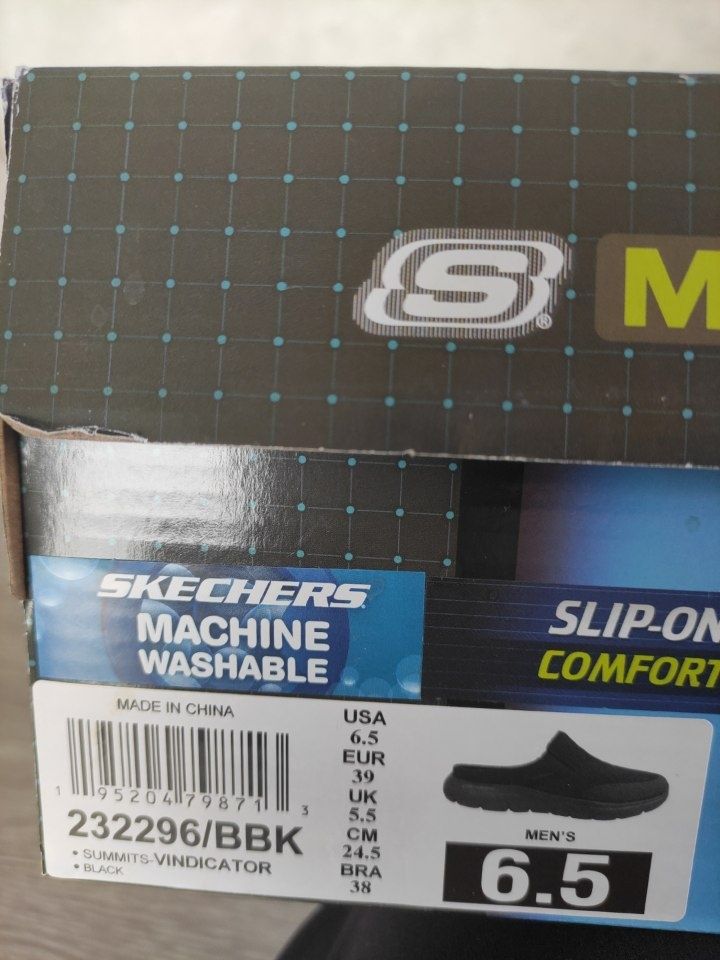 S®
M
SKECHERS
MACHINE
WASHABLE
SLIP-ON
COMFORT
MADE IN CHINA
1 95204 79871 3
232296/BBK
• SUMMITS-VINDICATOR
• BLACK
USA
6.5
EUR
39
UK
5.5
CM
24.5
BRA
38
MEN'S
6.5